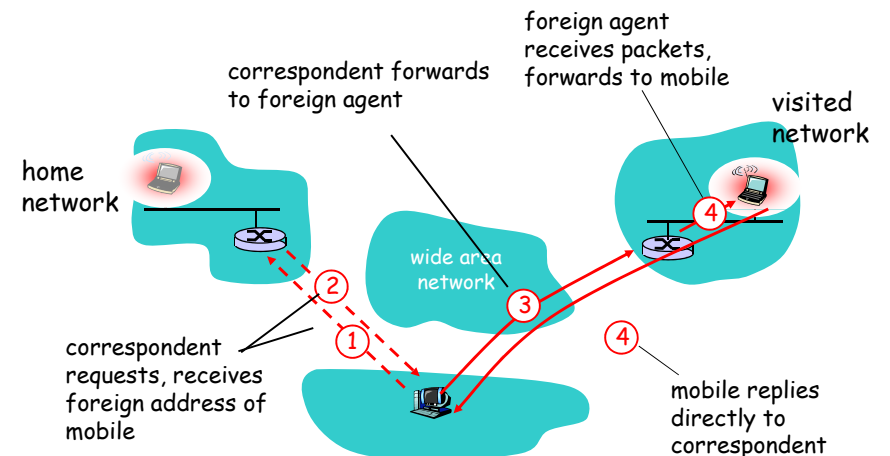 foreign agent
receives packets,
forwards to mobile
correspondent forwards
to foreign agent
visited
network
home
network
4
wide area
network
2
3
1
4
correspondent
requests, receives
foreign address of
mobile
mobile replies
directly to
correspondent